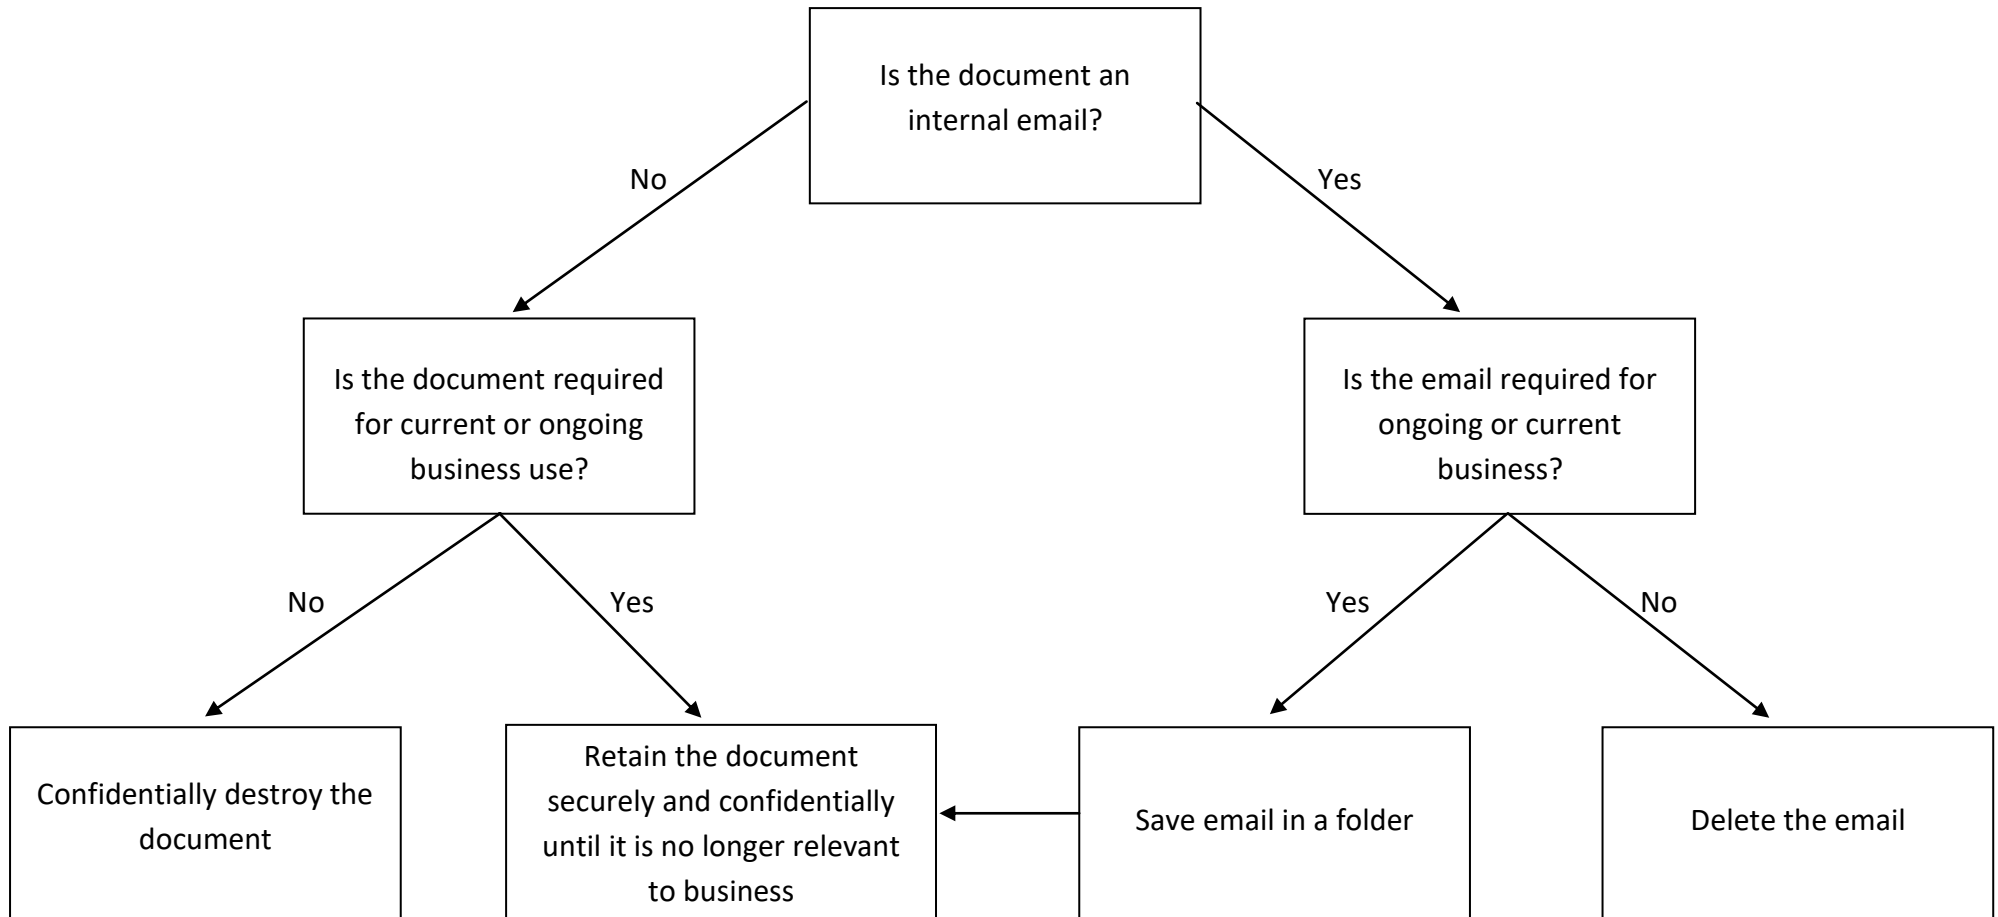 Is the document an
internal email?
No
Yes
Is the document required
for current or ongoing
business use?
Is the email required for
ongoing or current
business?
No
Yes
Yes
No
Confidentially destroy the
document
Retain the document
securely and confidentially
until it is no longer relevant
to business
Save email in a folder
Delete the email